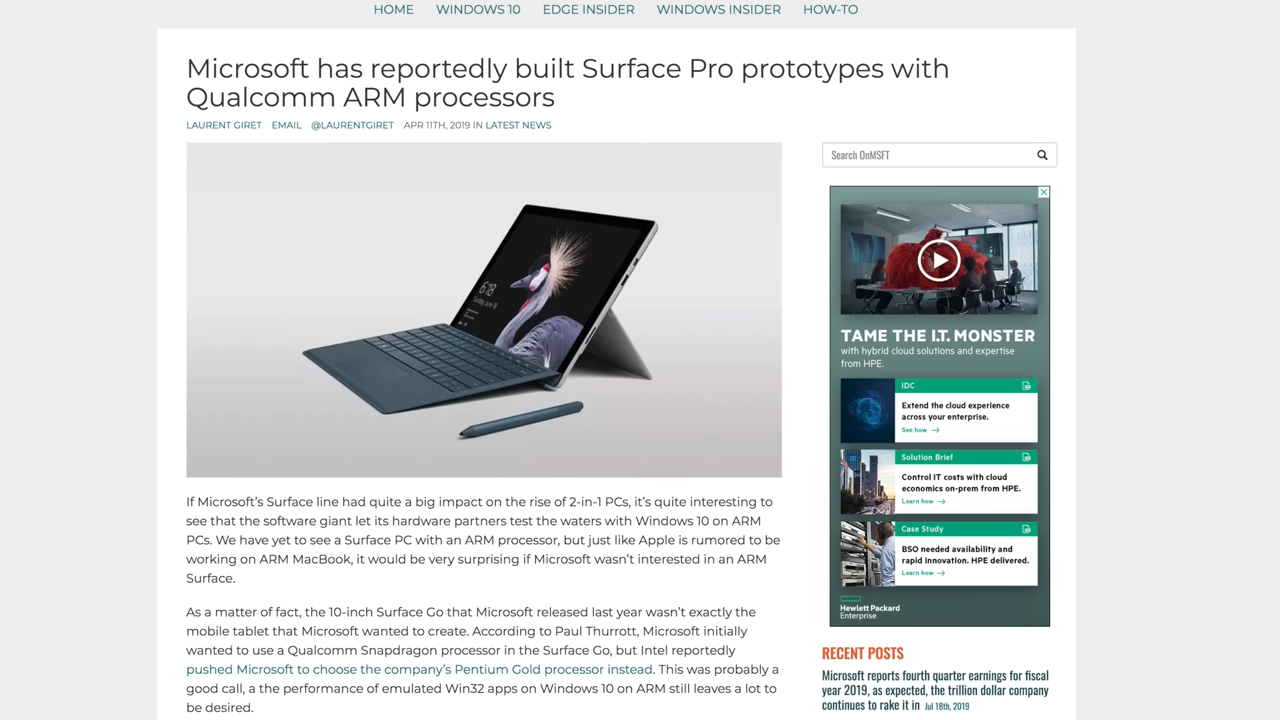 HOME WINDOWS 10 EDGE INSIDER WINDOWS INSIDER HOW-TO
Microsoft has reportedly built Surface Pro prototypes with
Qualcomm ARM processors
LAURENT GIRET EMAIL @LAURENTGIRET APR 11TH, 2019 IN LATEST NEWS
6:18
If Microsoft's Surface line had quite a big impact on the rise of 2-in-1 PCs, it's quite interesting to
see that the software giant let its hardware partners test the waters with Windows 10 on ARM
PCs. We have yet to see a Surface PC with an ARM processor, but just like Apple is rumored to be
working on ARM MacBook, it would be very surprising if Microsoft wasn't interested in an ARM
Surface.
As a matter of fact, the 10-inch Surface Go that Microsoft released last year wasn't exactly the
mobile tablet that Microsoft wanted to create. According to Paul Thurrott, Microsoft initially
wanted to use a Qualcomm Snapdragon processor in the Surface Go, but Intel reportedly
pushed Microsoft to choose the company's Pentium Gold processor instead. This was probably a
good call, a the performance of emulated Win32 apps on Windows 10 on ARM still leaves a lot to
be desired.
Search OnMSFT
TAME THE I.T. MONSTER
with hybrid cloud solutions and expertise
from HPE.
IDC
Extend the cloud experience
across your enterprise.
See how →
Solution Brief
Control IT costs with cloud
economics on-prem from HPE.
Learn how →
Case Study
BSO needed availability and
rapid innovation. HPE delivered.
Learn how →
Hewlett Packard
Enterprise
RECENT POSTS
Microsoft reports fourth quarter earnings for fiscal
year 2019, as expected, the trillion dollar company
continues to rake it in Jul 18th, 2019